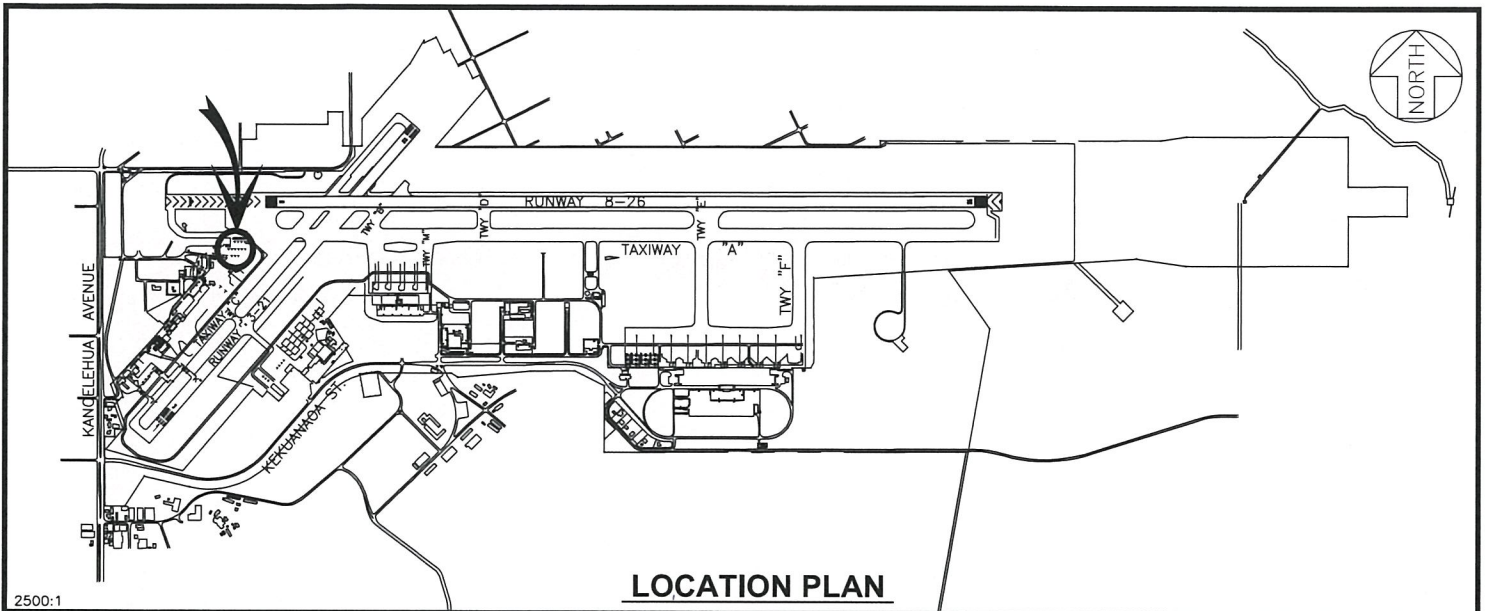 NORTH
RUNWAY 8-26
TWY "D"
TWY "E"
TWY "M"
TAXIWAY "A"
TWY "F"
TAXIWAY C
RUNWAY 3-21
KANOELEHUA AVENUE
KEKUANAOA ST.
LOCATION PLAN
2500:1